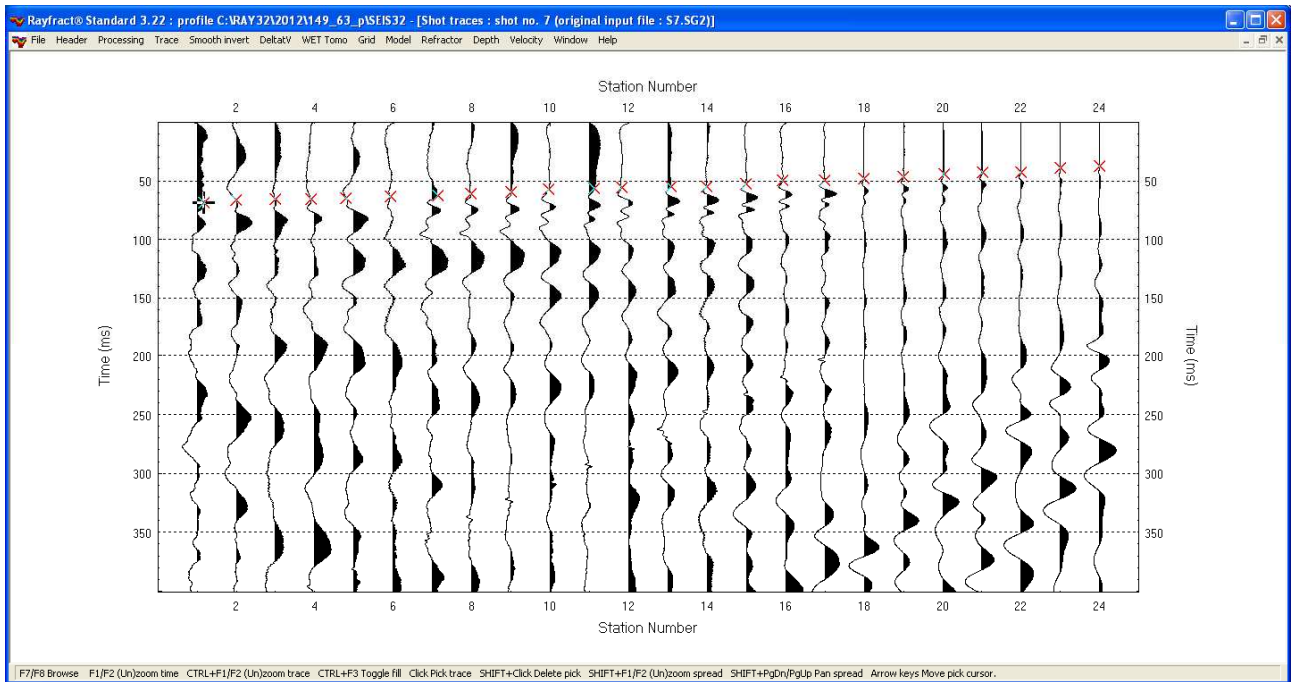 Rayfract® Standard 3.22 : profile C:\RAY32\2012\149_63_p\SEIS32 - [Shot traces : shot no. 7 (original input file : S7.SG2)]
File Header Processing Trace Smooth invert DeltatV WET Tomo Grid Model Refractor Depth Velocity Window Help
Station Number
2 4 6 8 10 12 14 16 18 20 22 24
50 50
100 100
150 150
Time (ms) Time (ms)
200 200
250 250
300 300
350 350
2 4 6 8 10 12 14 16 18 20 22 24
Station Number
F7/F8 Browse F1/F2 (Un)zoom time CTRL+F1/F2 (Un)zoom trace CTRL+F3 Toggle fill Click Pick trace SHIFT+Click Delete pick SHIFT+F1/F2 (Un)zoom spread SHIFT+PgDn/PgUp Pan spread Arrow keys Move pick cursor.